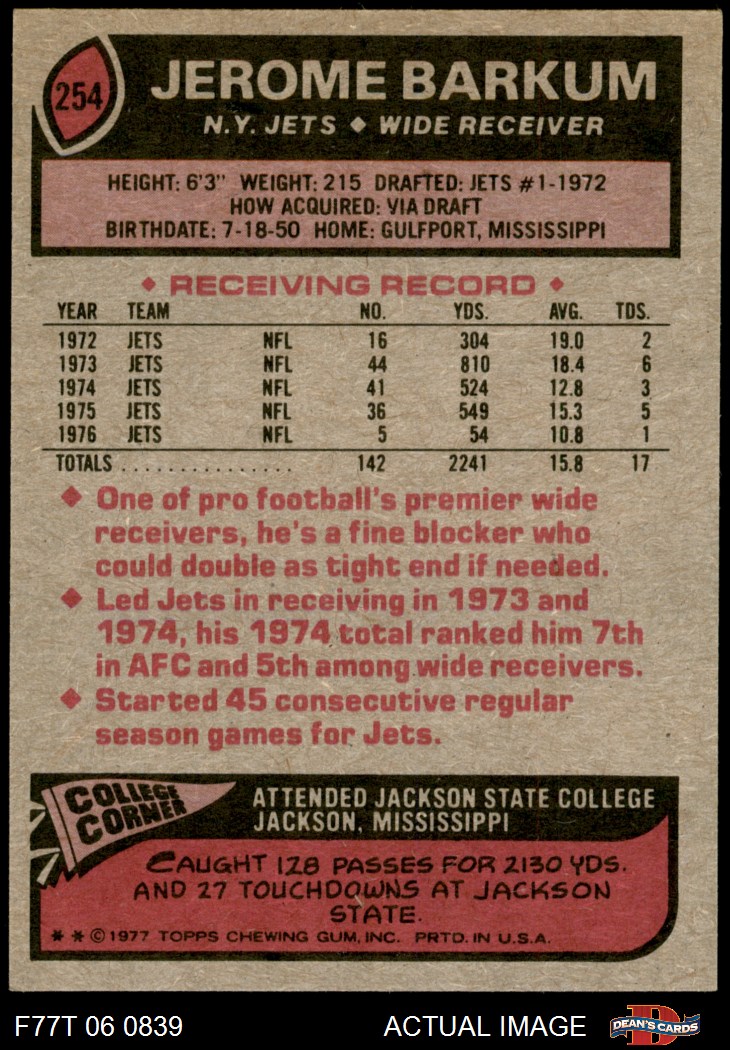 254
JEROME BARKUM
N.Y. JETS ◆ WIDE RECEIVER
HEIGHT: 6'3" WEIGHT: 215 DRAFTED: JETS #1-1972
HOW ACQUIRED: VIA DRAFT
BIRTHDATE: 7-18-50 HOME: GULFPORT, MISSISSIPPI
◆ RECEIVING RECORD ◆
YEAR TEAM NO. YDS. AVG. TDS.
1972 JETS NFL 16 304 19.0 2
1973 JETS NFL 44 810 18.4 6
1974 JETS NFL 41 524 12.8 3
1975 JETS NFL 36 549 15.3 5
1976 JETS NFL 5 54 10.8 1
TOTALS . . . . . . . . . . . . . . . 142 2241 15.8 17
◆ One of pro football's premier wide
receivers, he's a fine blocker who
could double as tight end if needed.
◆ Led Jets in receiving in 1973 and
1974, his 1974 total ranked him 7th
in AFC and 5th among wide receivers.
◆ Started 45 consecutive regular
season games for Jets.
COLLEGE
CORNER
ATTENDED JACKSON STATE COLLEGE
JACKSON, MISSISSIPPI
CAUGHT 128 PASSES FOR 2130 YDS.
AND 27 TOUCHDOWNS AT JACKSON
STATE.
* * © 1977 TOPPS CHEWING GUM, INC. PRTD. IN U.S.A.
F77T 06 0839 ACTUAL IMAGE
D
DEAN'S CARDS